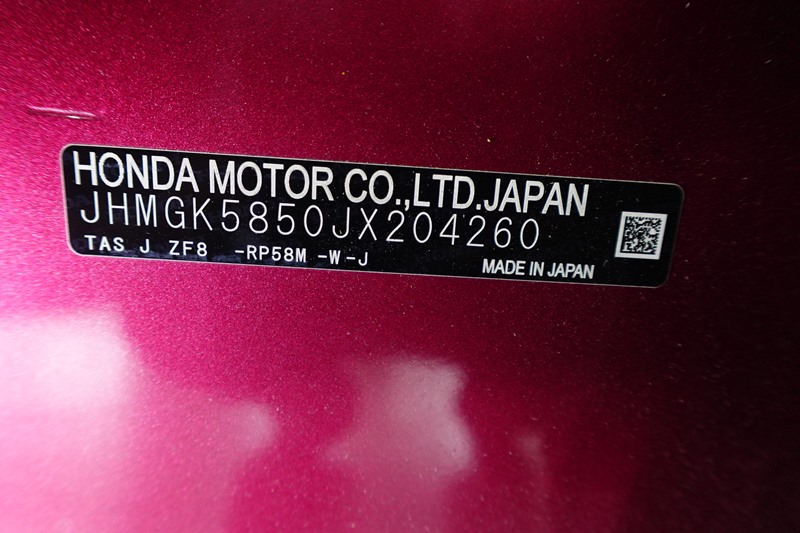 HONDA MOTOR CO.,LTD.JAPAN
JHMGK5850JX204260
TAS J ZF8 -RP58M -W-J
MADE IN JAPAN